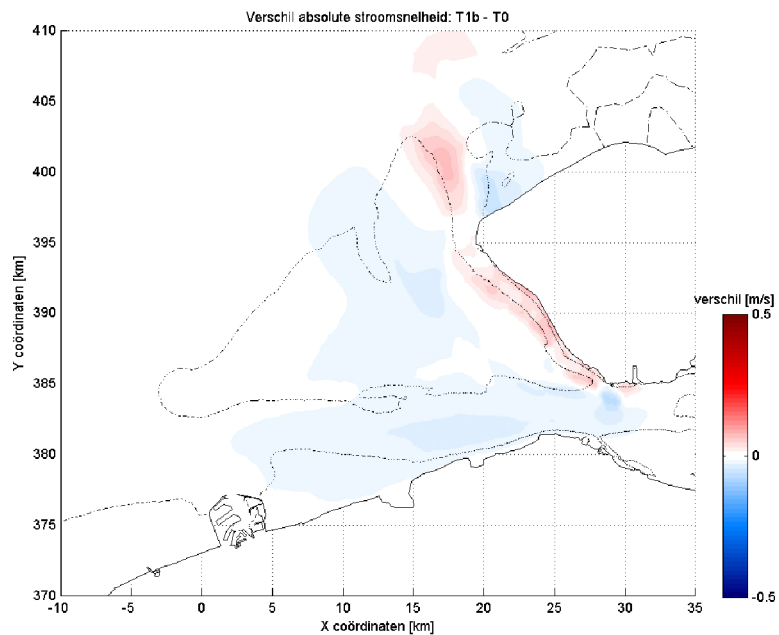 Verschil absolute stroomsnelheid: T1b - T0
410
405
400
395
390
385
380
375
370
Y coördinaten [km]
-10 -5 0 5 10 15 20 25 30 35
X coördinaten [km]
verschil [m/s]
0.5
0
-0.5